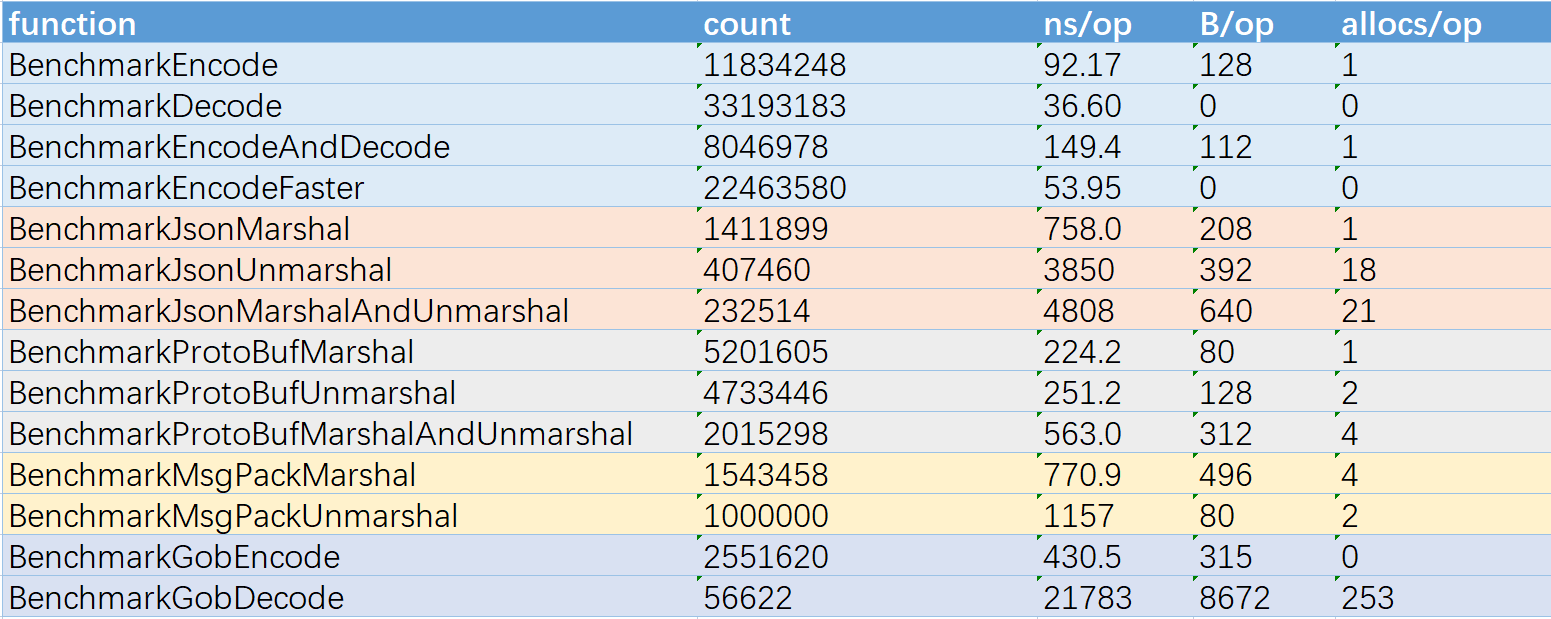 function count ns/op B/op allocs/op
BenchmarkEncode 11834248 92.17 128 1
BenchmarkDecode 33193183 36.60 0 0
BenchmarkEncodeAndDecode 8046978 149.4 112 1
BenchmarkEncodeFaster 22463580 53.95 0 0
BenchmarkJsonMarshal 1411899 758.0 208 1
BenchmarkJsonUnmarshal 407460 3850 392 18
BenchmarkJsonMarshalAndUnmarshal 232514 4808 640 21
BenchmarkProtoBufMarshal 5201605 224.2 80 1
BenchmarkProtoBufUnmarshal 4733446 251.2 128 2
BenchmarkProtoBufMarshalAndUnmarshal 2015298 563.0 312 4
BenchmarkMsgPackMarshal 1543458 770.9 496 4
BenchmarkMsgPackUnmarshal 1000000 1157 80 2
BenchmarkGobEncode 2551620 430.5 315 0
BenchmarkGobDecode 56622 21783 8672 253